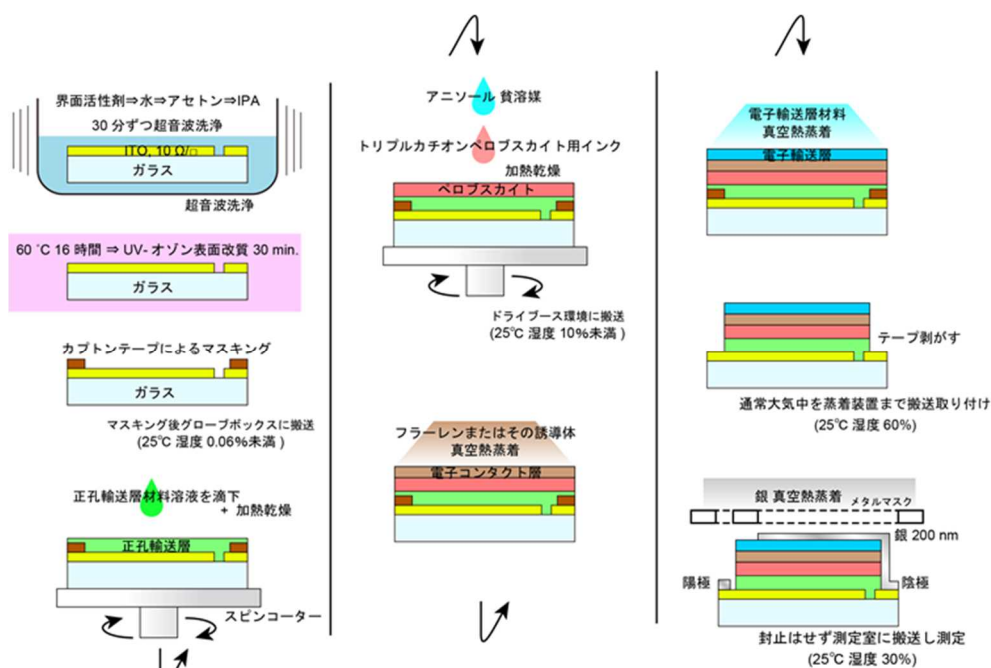 界面活性剤⇒水⇒アセトン⇒IPA
30 分ずつ超音波洗浄
ITO, 10 Ω/□
ガラス
超音波洗浄
60 ℃ 16 時間 ⇒ UV- オゾン表面改質 30 min.
ガラス
カプトンテープによるマスキング
ガラス
マスキング後グローブボックスに搬送
(25℃ 湿度 0.06%未満 )
正孔輸送層材料溶液を滴下
+ 加熱乾燥
正孔輸送層
スピンコーター
アニソール 貧溶媒
トリプルカチオンペロブスカイト用インク
加熱乾燥
ペロブスカイト
ドライブース環境に搬送
(25℃ 湿度 10%未満 )
フラーレンまたはその誘導体
真空熱蒸着
電子コンタクト層
電子輸送層材料
真空熱蒸着
電子輸送層
テープ剥がす
通常大気中を蒸着装置まで搬送取り付け
(25℃ 湿度 60%)
銀 真空熱蒸着
メタルマスク
銀 200 nm
陽極
陰極
封止はせず測定室に搬送し測定
(25℃ 湿度 30%)